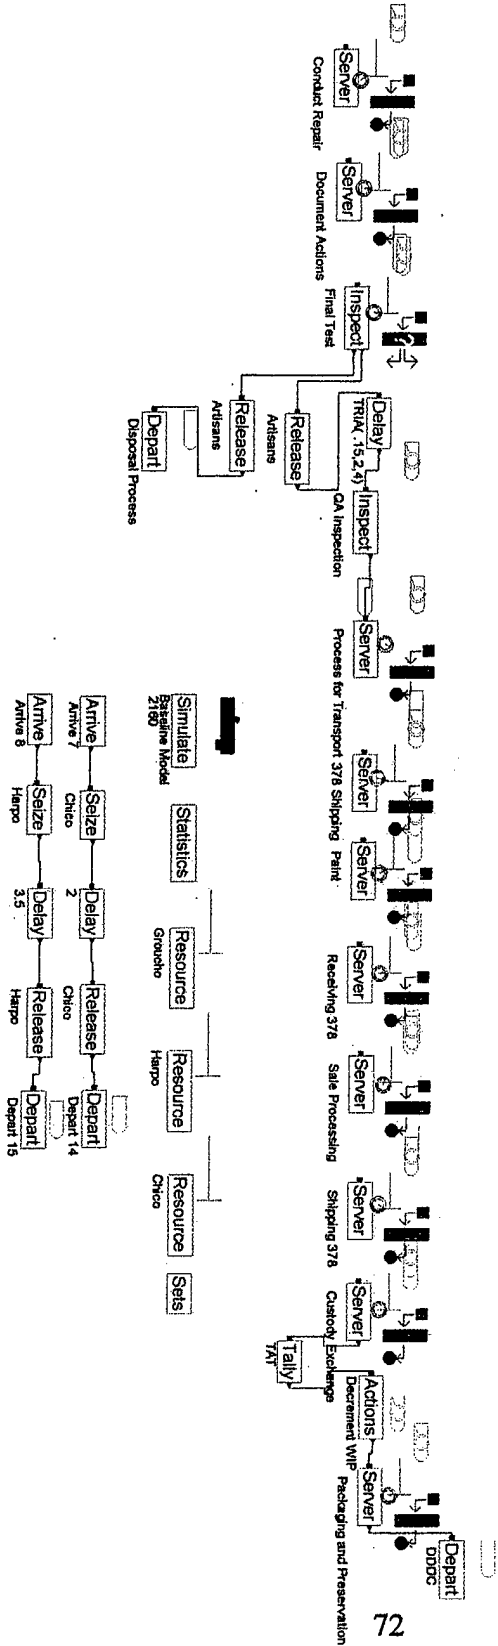 Server
Conduct Repair
Server
Document Actions
Inspect
Final Test
Release
Artisans
Depart
Disposal Process
Release
Artisans
Delay
TRIA( .15,2,4)
Inspect
QA Inspection
Server
Process for Transport
Server
378 Shipping
Server
Paint
Server
Receiving 378
Server
Sale Processing
Server
Shipping 378
Server
Custody Exchange
Tally
TAT
Actions
Decrement WIP
Server
Packaging and Preservation
Depart
DDDC
Simulate
Baseline Model
2160
Statistics
Resource
Groucho
Resource
Harpo
Resource
Chico
Sets
Arrive
Arrive 7
Seize
Chico
Delay
2
Release
Chico
Depart
Depart 14
Arrive
Arrive 8
Seize
Harpo
Delay
3.5
Release
Harpo
Depart
Depart 15
72